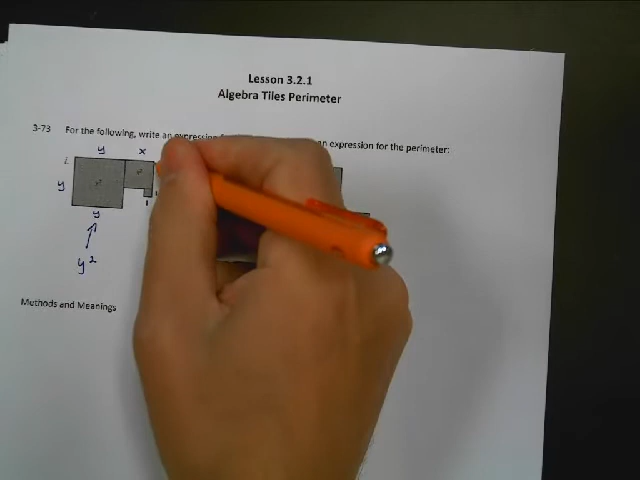 Lesson 3.2.1
Algebra Tiles Perimeter
3-73 For the following, write an expression an expression for the perimeter:
y x
i.
y
y
1
y²
Methods and Meanings